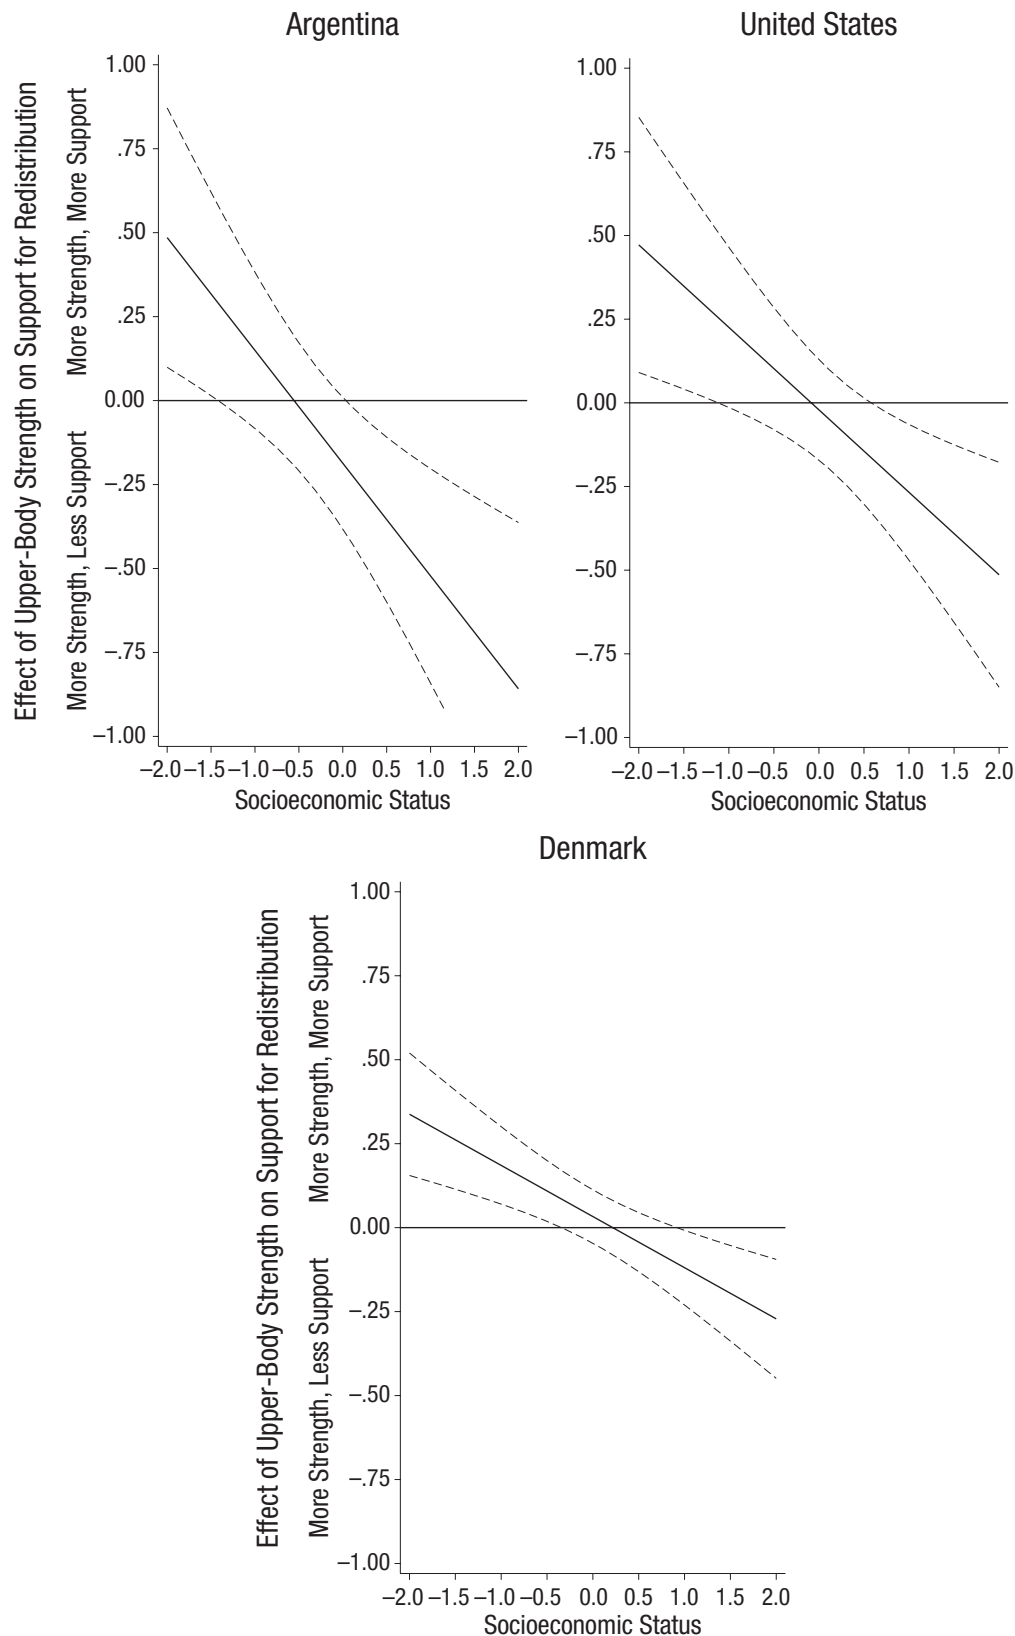 Argentina
Effect of Upper-Body Strength on Support for Redistribution
More Strength, Less Support
More Strength, More Support
1.00
.75
.50
.25
0.00
–.25
–.50
–.75
–1.00
–2.0 –1.5 –1.0 –0.5 0.0 0.5 1.0 1.5 2.0
Socioeconomic Status
United States
1.00
.75
.50
.25
0.00
–.25
–.50
–.75
–1.00
–2.0 –1.5 –1.0 –0.5 0.0 0.5 1.0 1.5 2.0
Socioeconomic Status
Denmark
Effect of Upper-Body Strength on Support for Redistribution
More Strength, Less Support
More Strength, More Support
1.00
.75
.50
.25
0.00
–.25
–.50
–.75
–1.00
–2.0 –1.5 –1.0 –0.5 0.0 0.5 1.0 1.5 2.0
Socioeconomic Status